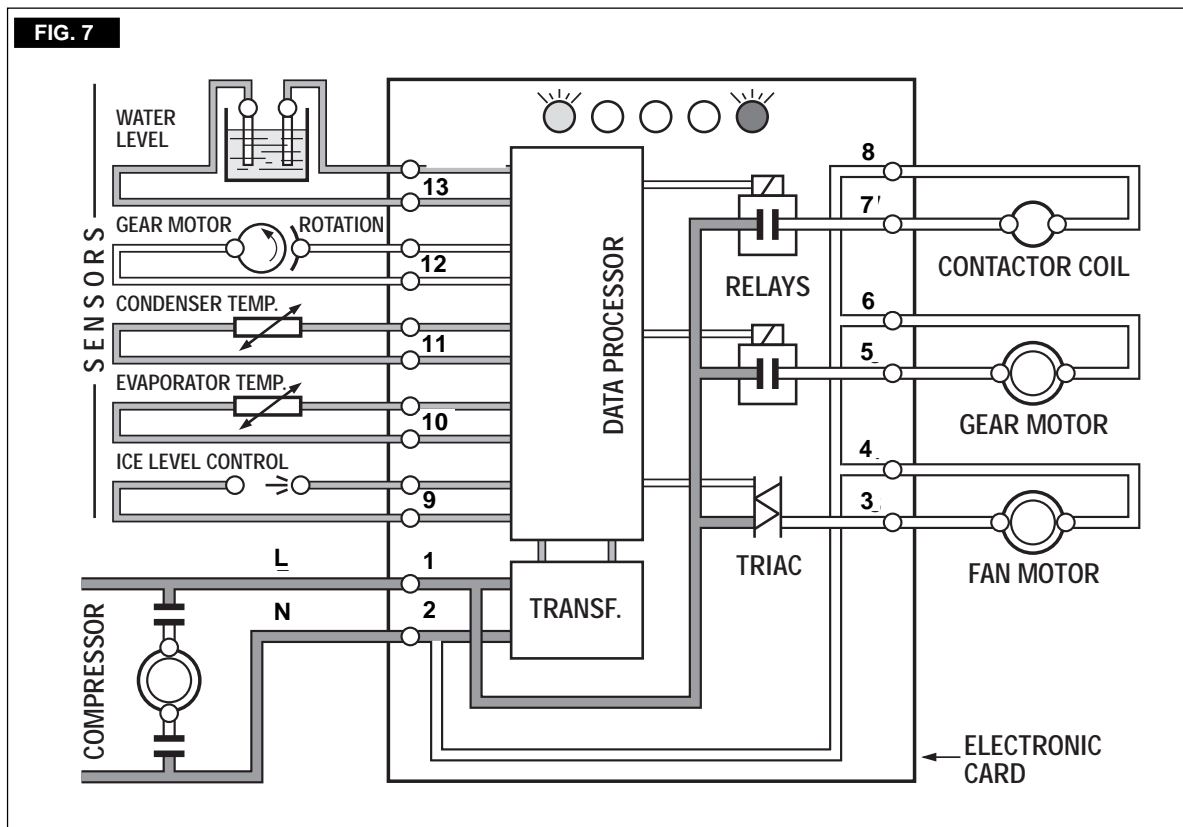 FIG. 7
SENSORS
WATER
LEVEL
13
GEAR MOTOR ROTATION
12
CONDENSER TEMP.
11
EVAPORATOR TEMP.
10
ICE LEVEL CONTROL
9
L
1
N
2
COMPRESSOR
DATA PROCESSOR
TRANSF.
RELAYS
TRIAC
8
7
CONTACTOR COIL
6
5
GEAR MOTOR
4
3
FAN MOTOR
ELECTRONIC
CARD